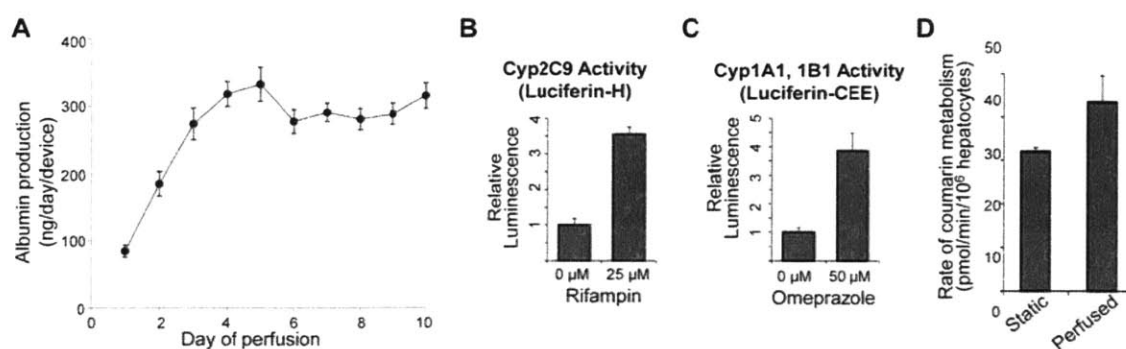 A
Albumin production
(ng/day/device)
400
300
200
100
0
0
2
4
6
8
10
Day of perfusion
B
Cyp2C9 Activity
(Luciferin-H)
Relative
Luminescence
4
3
2
1
0 µM
25 µM
Rifampin
C
Cyp1A1, 1B1 Activity
(Luciferin-CEE)
Relative
Luminescence
5
4
3
2
1
0 µM
50 µM
Omeprazole
D
Rate of coumarin metabolism
(pmol/min/10⁶ hepatocytes)
50
40
30
20
10
0
Static
Perfused